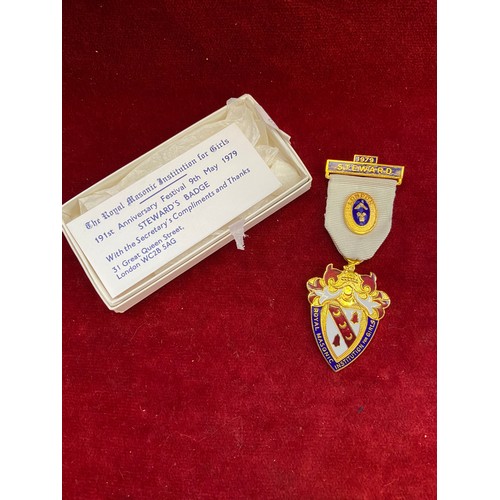 The Royal Masonic Institution for Girls
191st Anniversary Festival 9th May 1979
STEWARD'S BADGE
With the Secretary's Compliments and Thanks
31 Great Queen Street,
London WC2B 5AG
1979
STEWARD
ROYAL MASONIC INSTITUTION FOR GIRLS